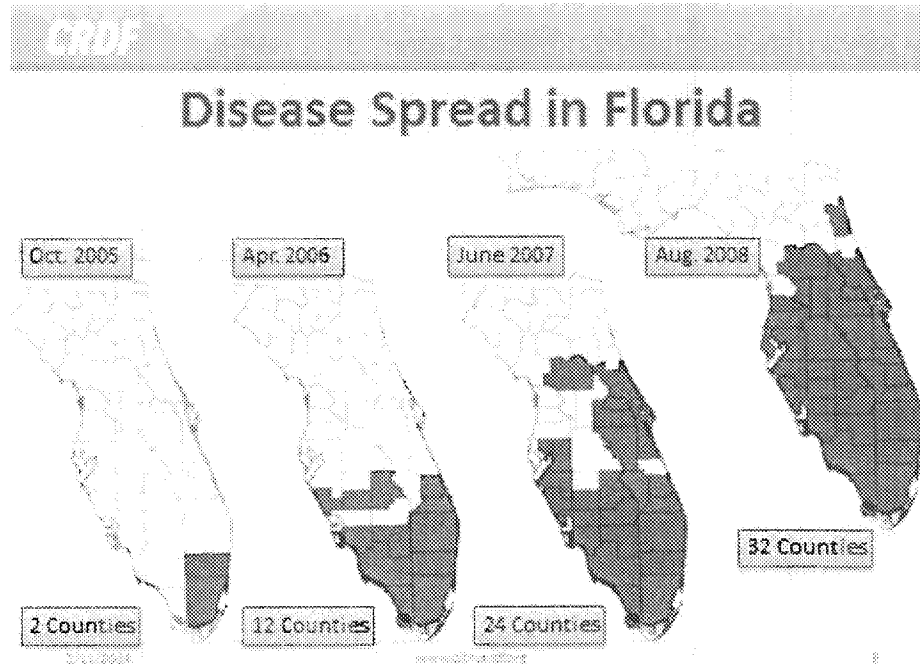 CRDF
Disease Spread in Florida
Oct. 2005
Apr. 2006
June 2007
Aug. 2008
2 Counties
12 Counties
24 Counties
32 Counties